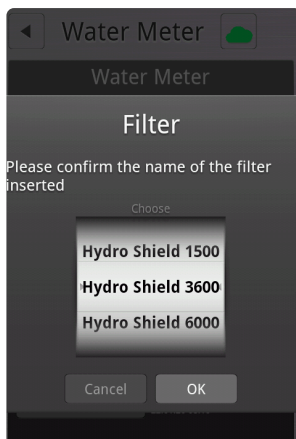 Water Meter
Water Meter
Filter
Please confirm the name of the filter
inserted
Choose
Hydro Shield 1500
Hydro Shield 3600
Hydro Shield 6000
Cancel
OK